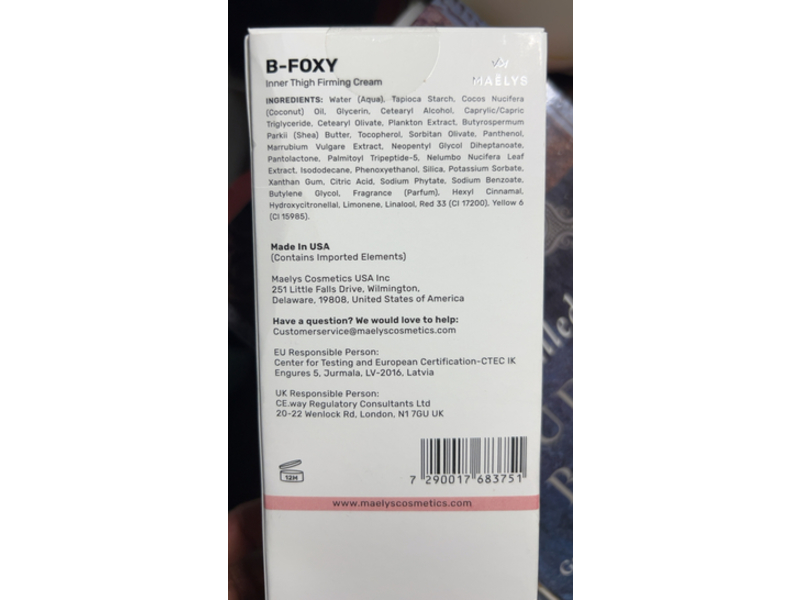 B-FOXY
Inner Thigh Firming Cream
MAËLYS
INGREDIENTS: Water (Aqua), Tapioca Starch, Cocos Nucifera
(Coconut) Oil, Glycerin, Cetearyl Alcohol, Caprylic/Capric
Triglyceride, Cetearyl Olivate, Plankton Extract, Butyrospermum
Parkii (Shea) Butter, Tocopherol, Sorbitan Olivate, Panthenol,
Marrubium Vulgare Extract, Neopentyl Glycol Diheptanoate,
Pantolactone, Palmitoyl Tripeptide-5, Nelumbo Nucifera Leaf
Extract, Isododecane, Phenoxyethanol, Silica, Potassium Sorbate,
Xanthan Gum, Citric Acid, Sodium Phytate, Sodium Benzoate,
Butylene Glycol, Fragrance (Parfum), Hexyl Cinnamal,
Hydroxycitronellal, Limonene, Linalool, Red 33 (CI 17200), Yellow 6
(CI 15985).
Made In USA
(Contains Imported Elements)
Maelys Cosmetics USA Inc
251 Little Falls Drive, Wilmington,
Delaware, 19808, United States of America
Have a question? We would love to help:
Customerservice@maelyscosmetics.com
EU Responsible Person:
Center for Testing and European Certification-CTEC IK
Engures 5, Jurmala, LV-2016, Latvia
UK Responsible Person:
CE.way Regulatory Consultants Ltd
20-22 Wenlock Rd, London, N1 7GU UK
12M
7 290017 683751
www.maelyscosmetics.com